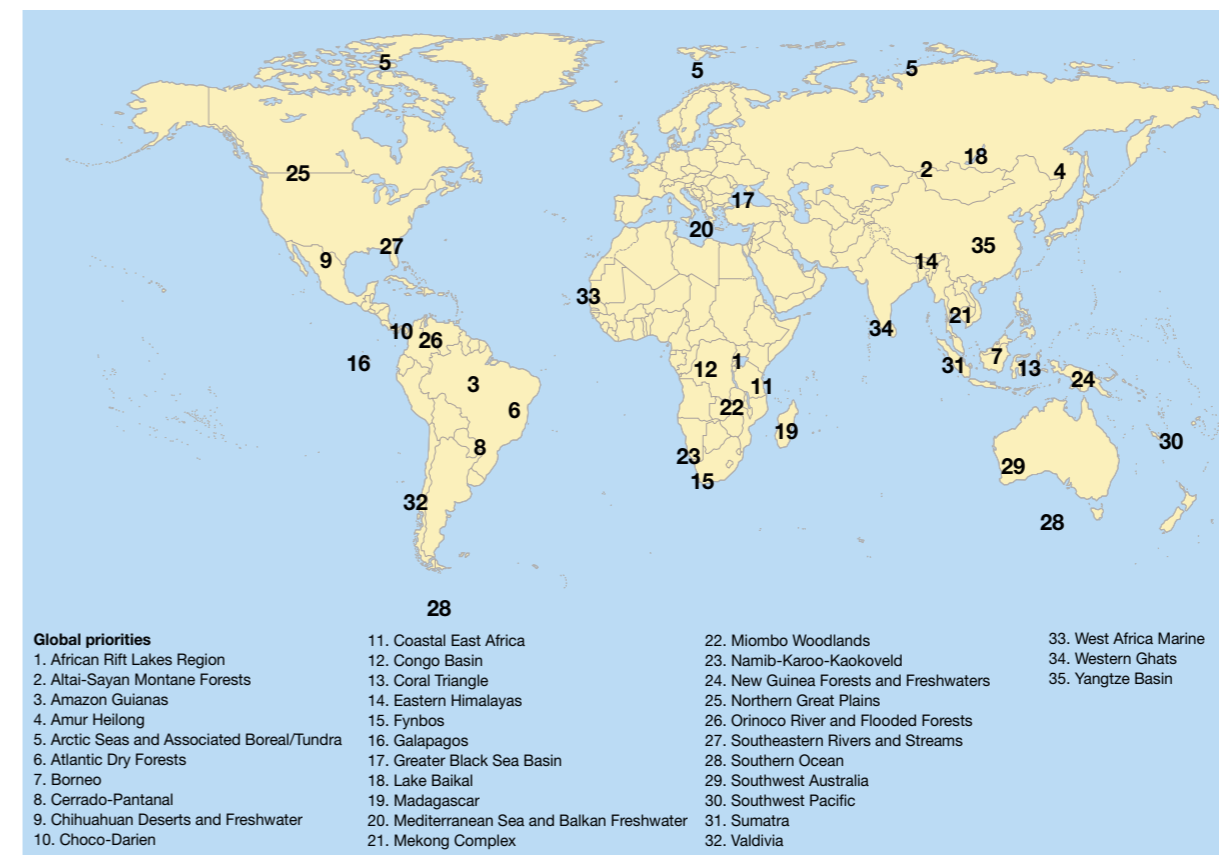 5
5
5
18
2
4
25
17
20
27
35
9
14
33
21
34
10
26
16
1
7
12
31
13
24
3
11
6
22
19
30
8
23
29
15
32
28
28
Global priorities
1. African Rift Lakes Region
2. Altai-Sayan Montane Forests
3. Amazon Guianas
4. Amur Heilong
5. Arctic Seas and Associated Boreal/Tundra
6. Atlantic Dry Forests
7. Borneo
8. Cerrado-Pantanal
9. Chihuahuan Deserts and Freshwater
10. Choco-Darien
11. Coastal East Africa
12. Congo Basin
13. Coral Triangle
14. Eastern Himalayas
15. Fynbos
16. Galapagos
17. Greater Black Sea Basin
18. Lake Baikal
19. Madagascar
20. Mediterranean Sea and Balkan Freshwater
21. Mekong Complex
22. Miombo Woodlands
23. Namib-Karoo-Kaokoveld
24. New Guinea Forests and Freshwaters
25. Northern Great Plains
26. Orinoco River and Flooded Forests
27. Southeastern Rivers and Streams
28. Southern Ocean
29. Southwest Australia
30. Southwest Pacific
31. Sumatra
32. Valdivia
33. West Africa Marine
34. Western Ghats
35. Yangtze Basin